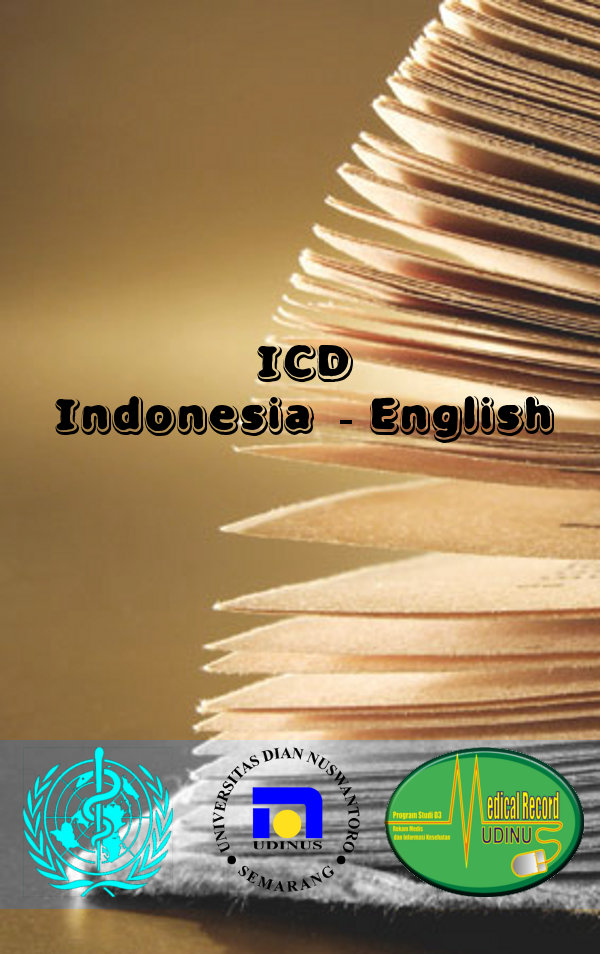 ICD
Indonesia - English
UNIVERSITAS DIAN NUSWANTORO
UDINUS
SEMARANG
Medical Record
Program Studi D3
Rekam Medis
dan Informasi Kesehatan
UDINUS